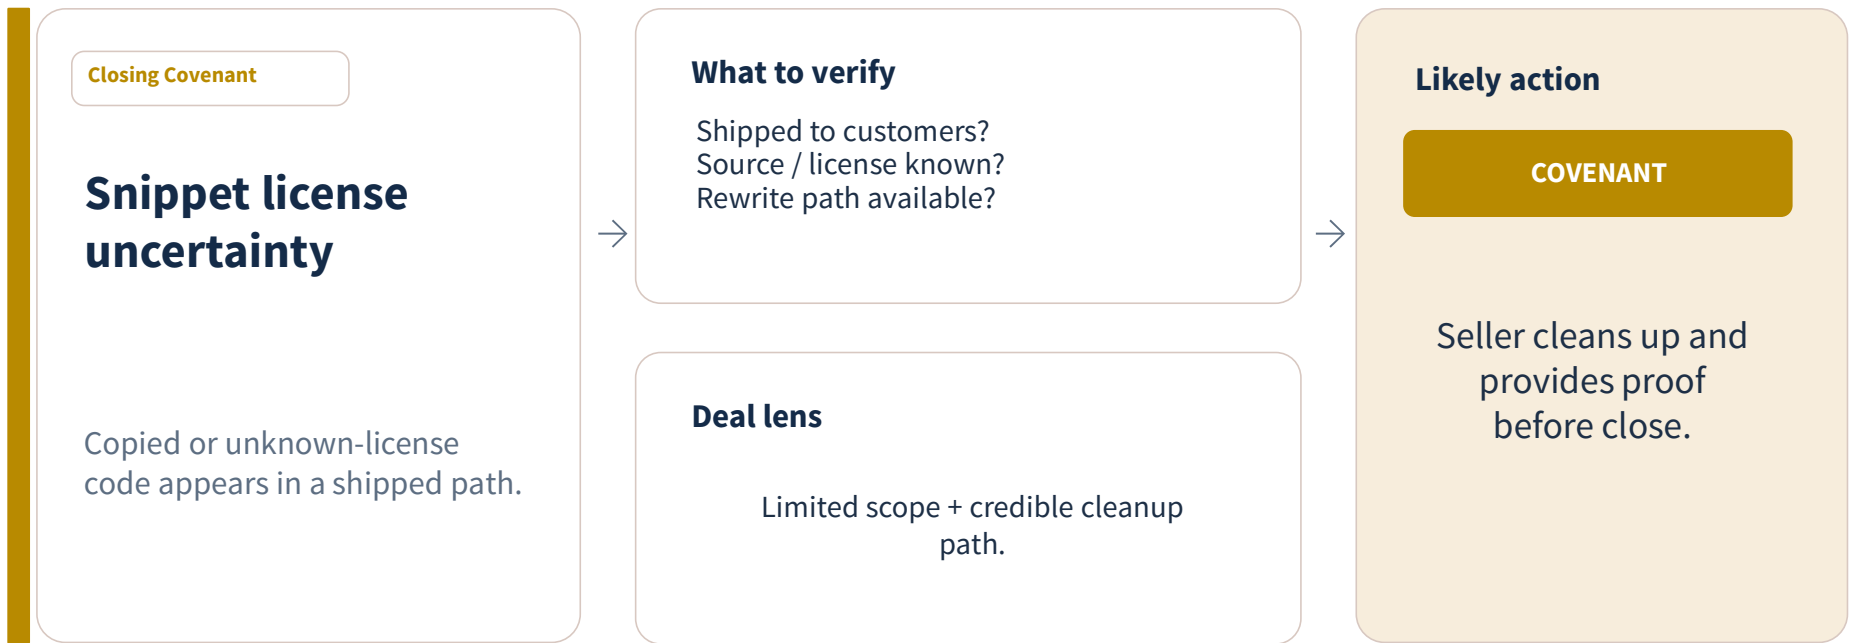 Closing Covenant
Snippet license
uncertainty
Copied or unknown-license
code appears in a shipped path.
What to verify
Shipped to customers?
Source / license known?
Rewrite path available?
Deal lens
Limited scope + credible cleanup
path.
Likely action
COVENANT
Seller cleans up and
provides proof
before close.